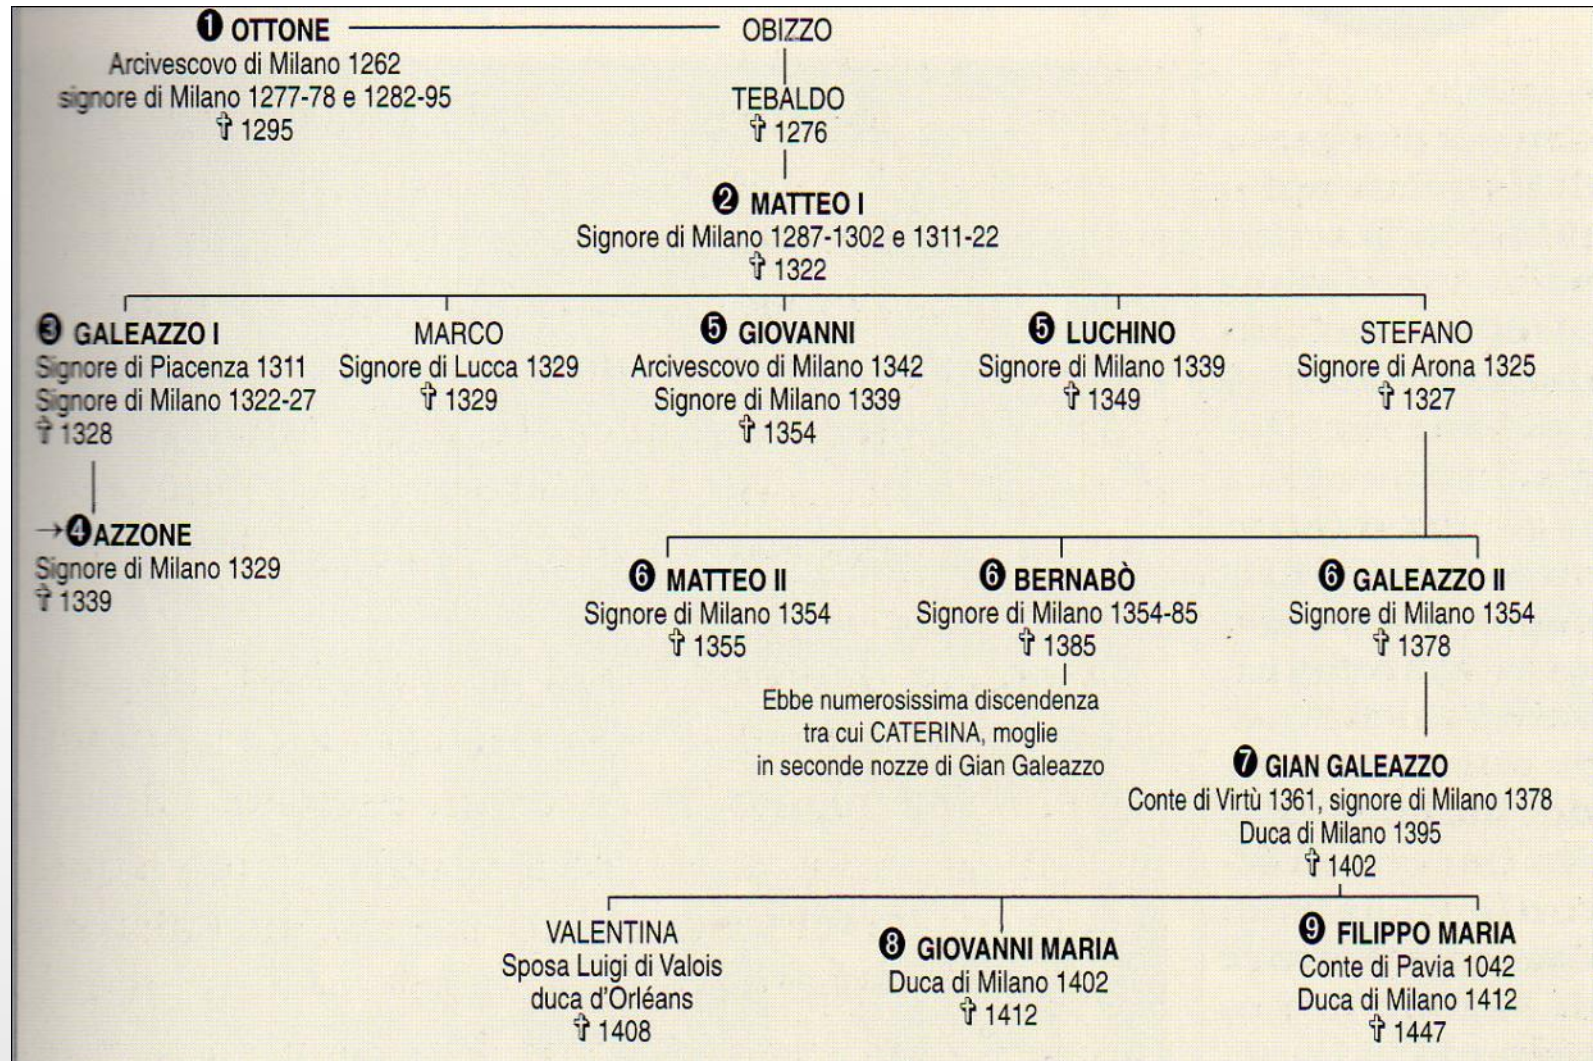 ❶ OTTONE
Arcivescovo di Milano 1262
signore di Milano 1277-78 e 1282-95
✝ 1295
OBIZZO
TEBALDO
✝ 1276
❷ MATTEO I
Signore di Milano 1287-1302 e 1311-22
✝ 1322
❸ GALEAZZO I
Signore di Piacenza 1311
Signore di Milano 1322-27
✝ 1328
MARCO
Signore di Lucca 1329
✝ 1329
❺ GIOVANNI
Arcivescovo di Milano 1342
Signore di Milano 1339
✝ 1354
❺ LUCHINO
Signore di Milano 1339
✝ 1349
STEFANO
Signore di Arona 1325
✝ 1327
→❹AZZONE
Signore di Milano 1329
✝ 1339
❻ MATTEO II
Signore di Milano 1354
✝ 1355
❻ BERNABÒ
Signore di Milano 1354-85
✝ 1385
Ebbe numerosissima discendenza
tra cui CATERINA, moglie
in seconde nozze di Gian Galeazzo
❻ GALEAZZO II
Signore di Milano 1354
✝ 1378
❼ GIAN GALEAZZO
Conte di Virtù 1361, signore di Milano 1378
Duca di Milano 1395
✝ 1402
VALENTINA
Sposa Luigi di Valois
duca d'Orléans
✝ 1408
❽ GIOVANNI MARIA
Duca di Milano 1402
✝ 1412
❾ FILIPPO MARIA
Conte di Pavia 1042
Duca di Milano 1412
✝ 1447